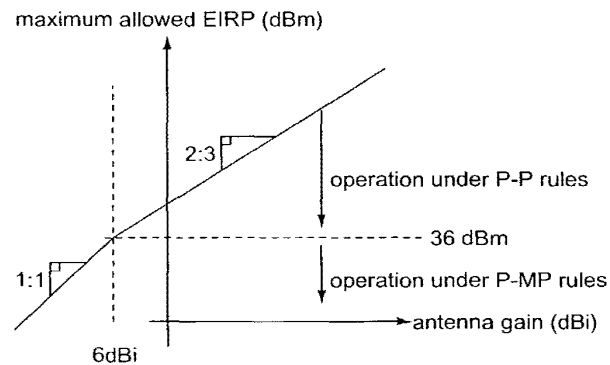 maximum allowed EIRP (dBm)
2:3
operation under P-P rules
36 dBm
1:1
operation under P-MP rules
antenna gain (dBi)
6dBi